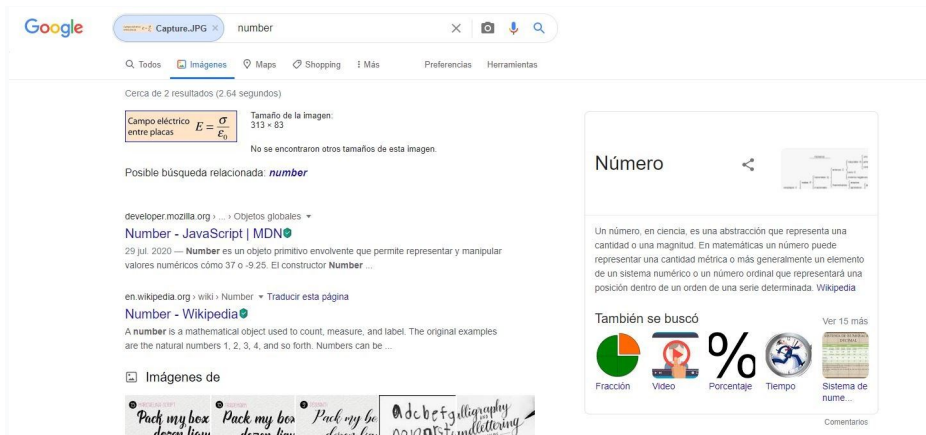 Google
Capture.JPG × number
Todos Imágenes Maps Shopping Más Preferencias Herramientas
Cerca de 2 resultados (2.64 segundos)
Campo eléctrico
entre placas
E = σ / ε₀
Tamaño de la imagen:
313 × 83
No se encontraron otros tamaños de esta imagen.
Posible búsqueda relacionada: number
developer.mozilla.org › ... › Objetos globales
Number - JavaScript | MDN
29 jul. 2020 — Number es un objeto primitivo envolvente que permite representar y manipular
valores numéricos cómo 37 o -9.25. El constructor Number ...
en.wikipedia.org › wiki › Number Traducir esta página
Number - Wikipedia
A number is a mathematical object used to count, measure, and label. The original examples
are the natural numbers 1, 2, 3, 4, and so forth. Numbers can be ...
Imágenes de
Pack my box
Pack my box
Pack my bo
Número
Un número, en ciencia, es una abstracción que representa una
cantidad o una magnitud. En matemáticas un número puede
representar una cantidad métrica o más generalmente un elemento
de un sistema numérico o un número ordinal que representará una
posición dentro de un orden de una serie determinada. Wikipedia
También se buscó Ver 15 más
%
Fracción Video Porcentaje Tiempo Sistema de
nume...
Comentarios